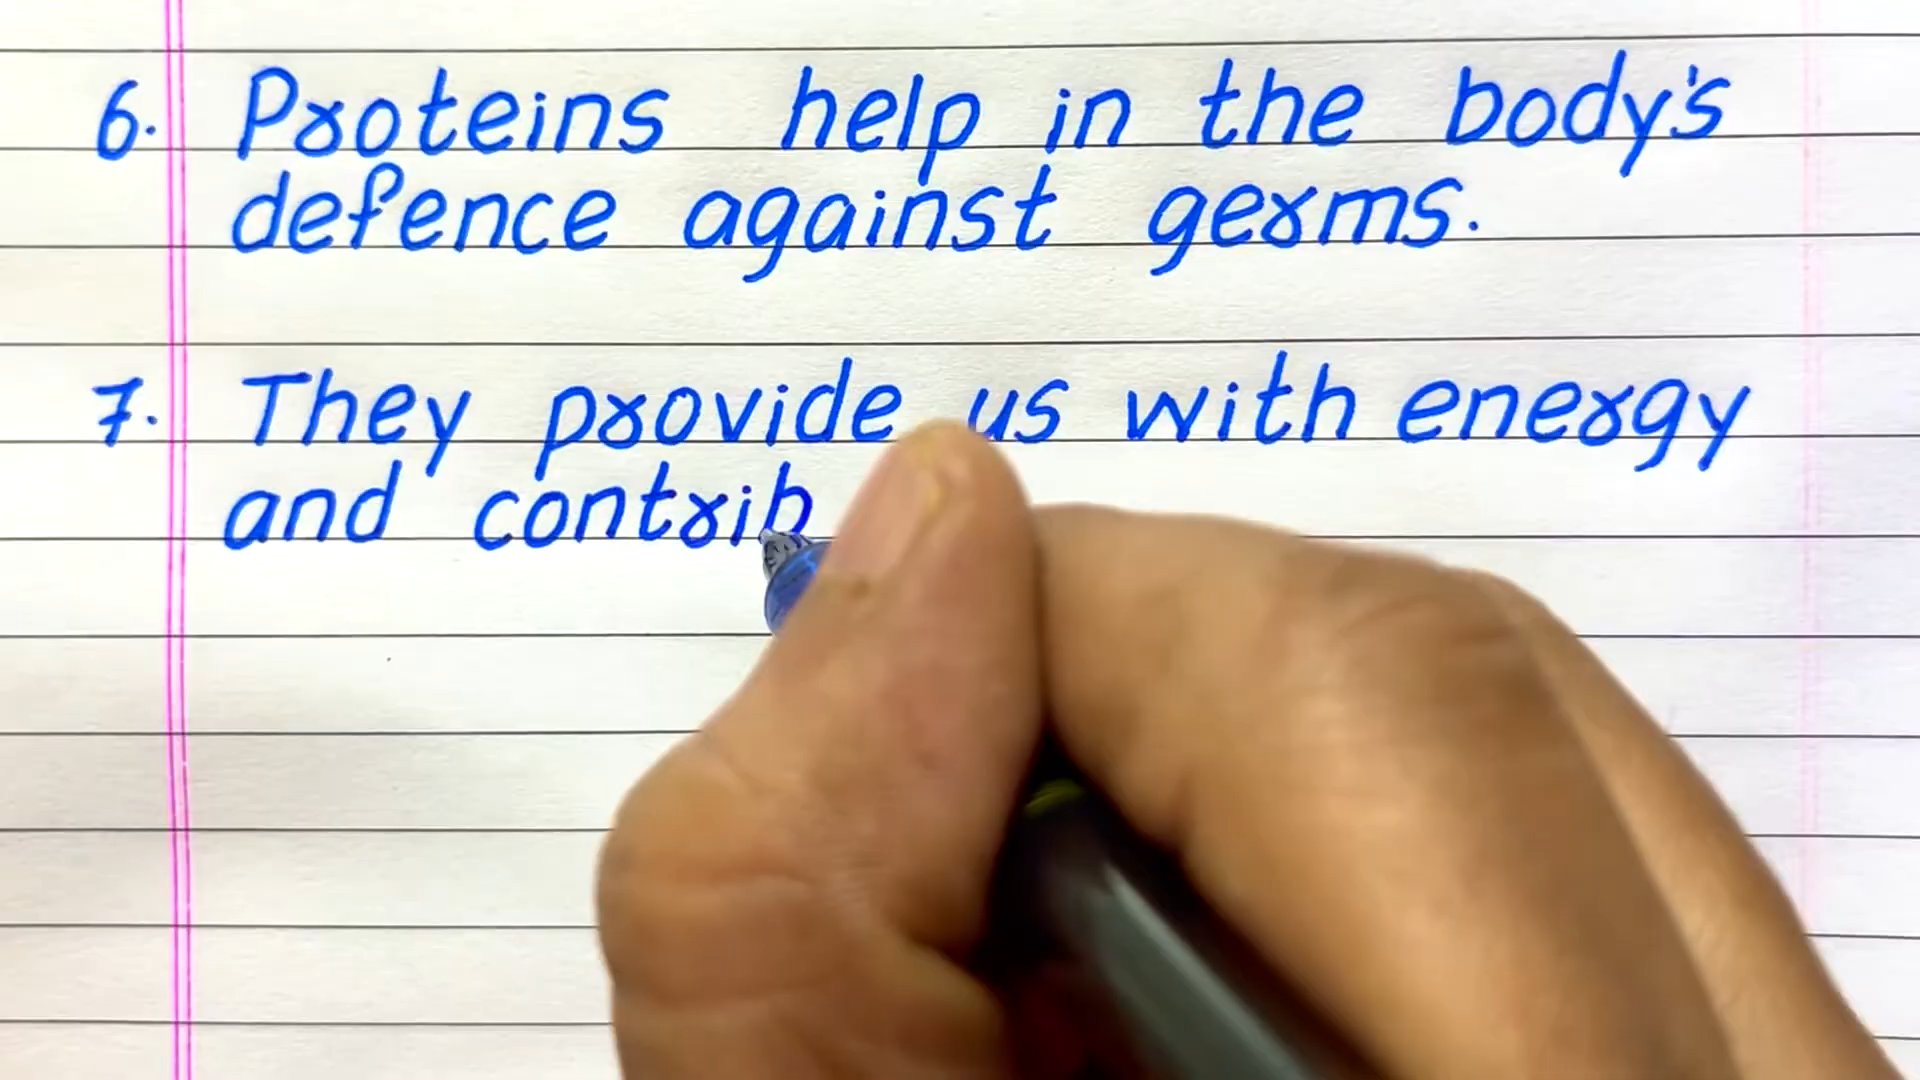 6. Proteins help in the body's
defence against germs.
7. They provide us with energy
and contrib